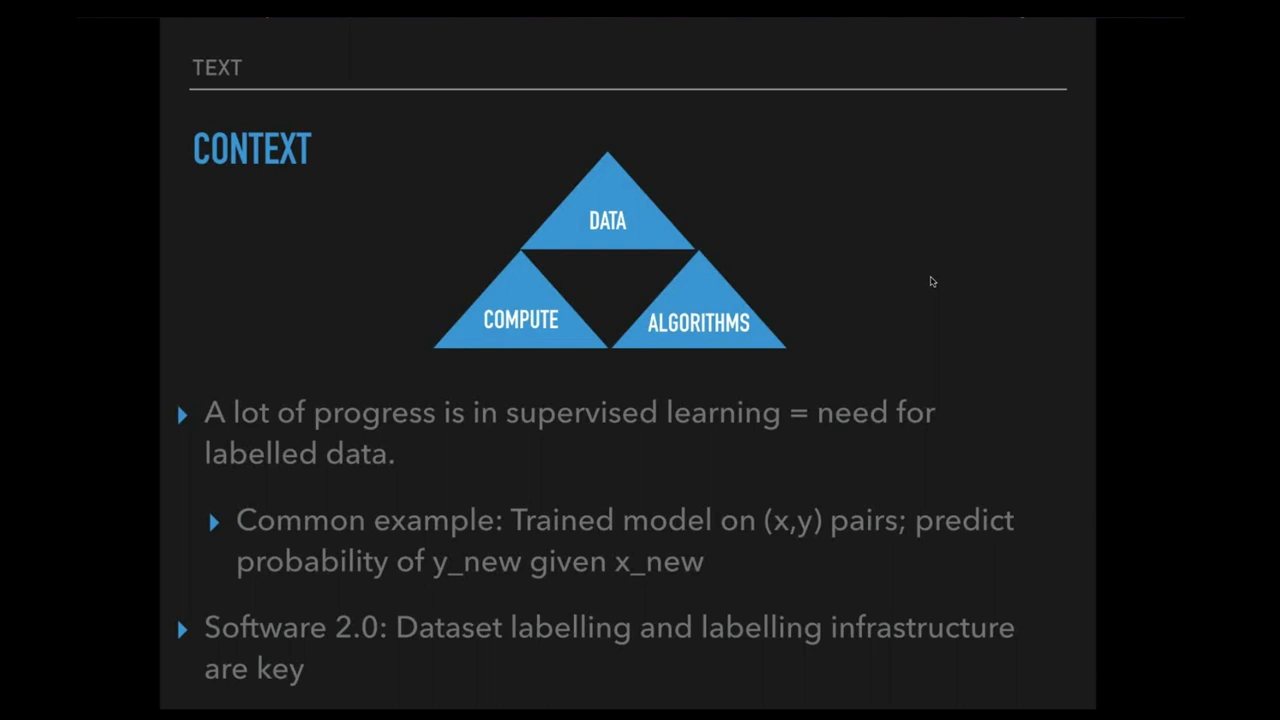 TEXT
CONTEXT
DATA
COMPUTE
ALGORITHMS
A lot of progress is in supervised learning = need for
labelled data.
Common example: Trained model on (x,y) pairs; predict
probability of y_new given x_new
Software 2.0: Dataset labelling and labelling infrastructure
are key